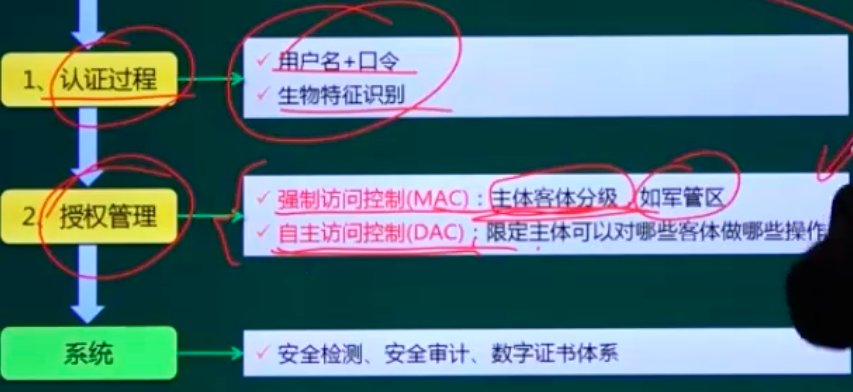 1、认证过程
✓ 用户名+口令
✓ 生物特征识别
2、授权管理
✓ 强制访问控制(MAC)：主体客体分级，如军管区
✓ 自主访问控制(DAC)；限定主体可以对哪些客体做哪些操作
系统
✓ 安全检测、安全审计、数字证书体系